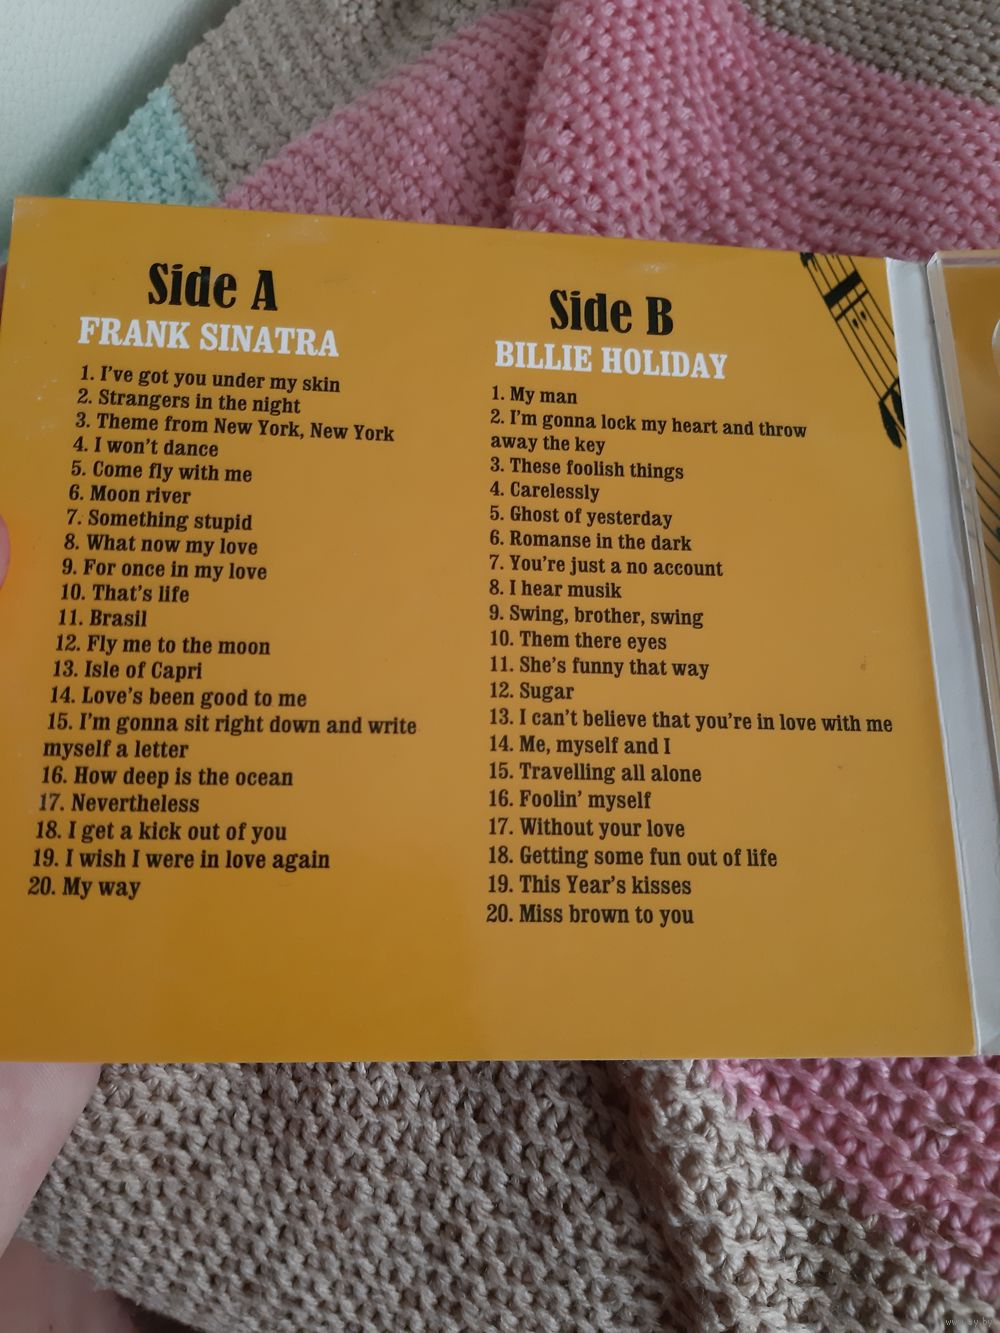 Side A
FRANK SINATRA
1. I've got you under my skin
2. Strangers in the night
3. Theme from New York, New York
4. I won't dance
5. Come fly with me
6. Moon river
7. Something stupid
8. What now my love
9. For once in my love
10. That's life
11. Brasil
12. Fly me to the moon
13. Isle of Capri
14. Love's been good to me
15. I'm gonna sit right down and write
myself a letter
16. How deep is the ocean
17. Nevertheless
18. I get a kick out of you
19. I wish I were in love again
20. My way
Side B
BILLIE HOLIDAY
1. My man
2. I'm gonna lock my heart and throw
away the key
3. These foolish things
4. Carelessly
5. Ghost of yesterday
6. Romanse in the dark
7. You're just a no account
8. I hear musik
9. Swing, brother, swing
10. Them there eyes
11. She's funny that way
12. Sugar
13. I can't believe that you're in love with me
14. Me, myself and I
15. Travelling all alone
16. Foolin' myself
17. Without your love
18. Getting some fun out of life
19. This Year's kisses
20. Miss brown to you